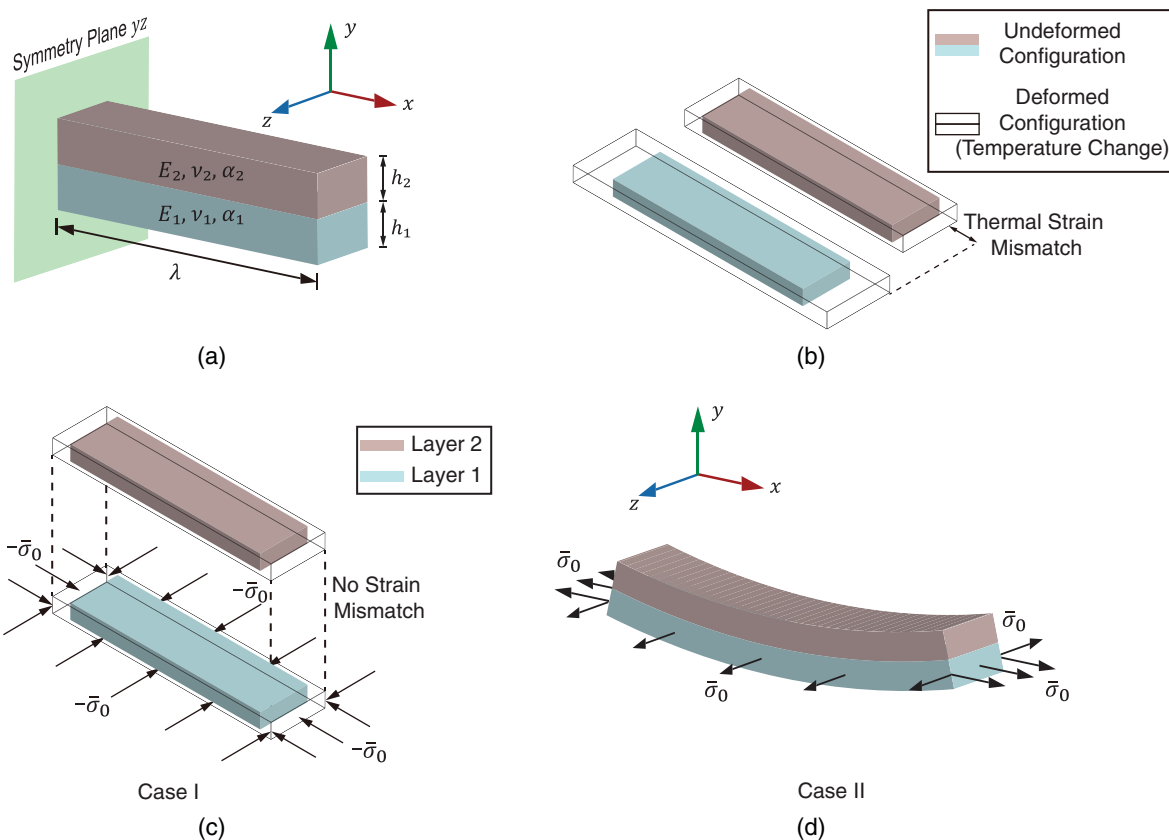 Symmetry Plane yz
y
x
z
E₂, ν₂, α₂
E₁, ν₁, α₁
h₂
h₁
λ
(a)
Undeformed
Configuration
Deformed
Configuration
(Temperature Change)
Thermal Strain
Mismatch
(b)
Layer 2
Layer 1
−σ̄₀
−σ̄₀
No Strain
Mismatch
−σ̄₀
−σ̄₀
Case I
(c)
y
x
z
σ̄₀
σ̄₀
σ̄₀
σ̄₀
Case II
(d)